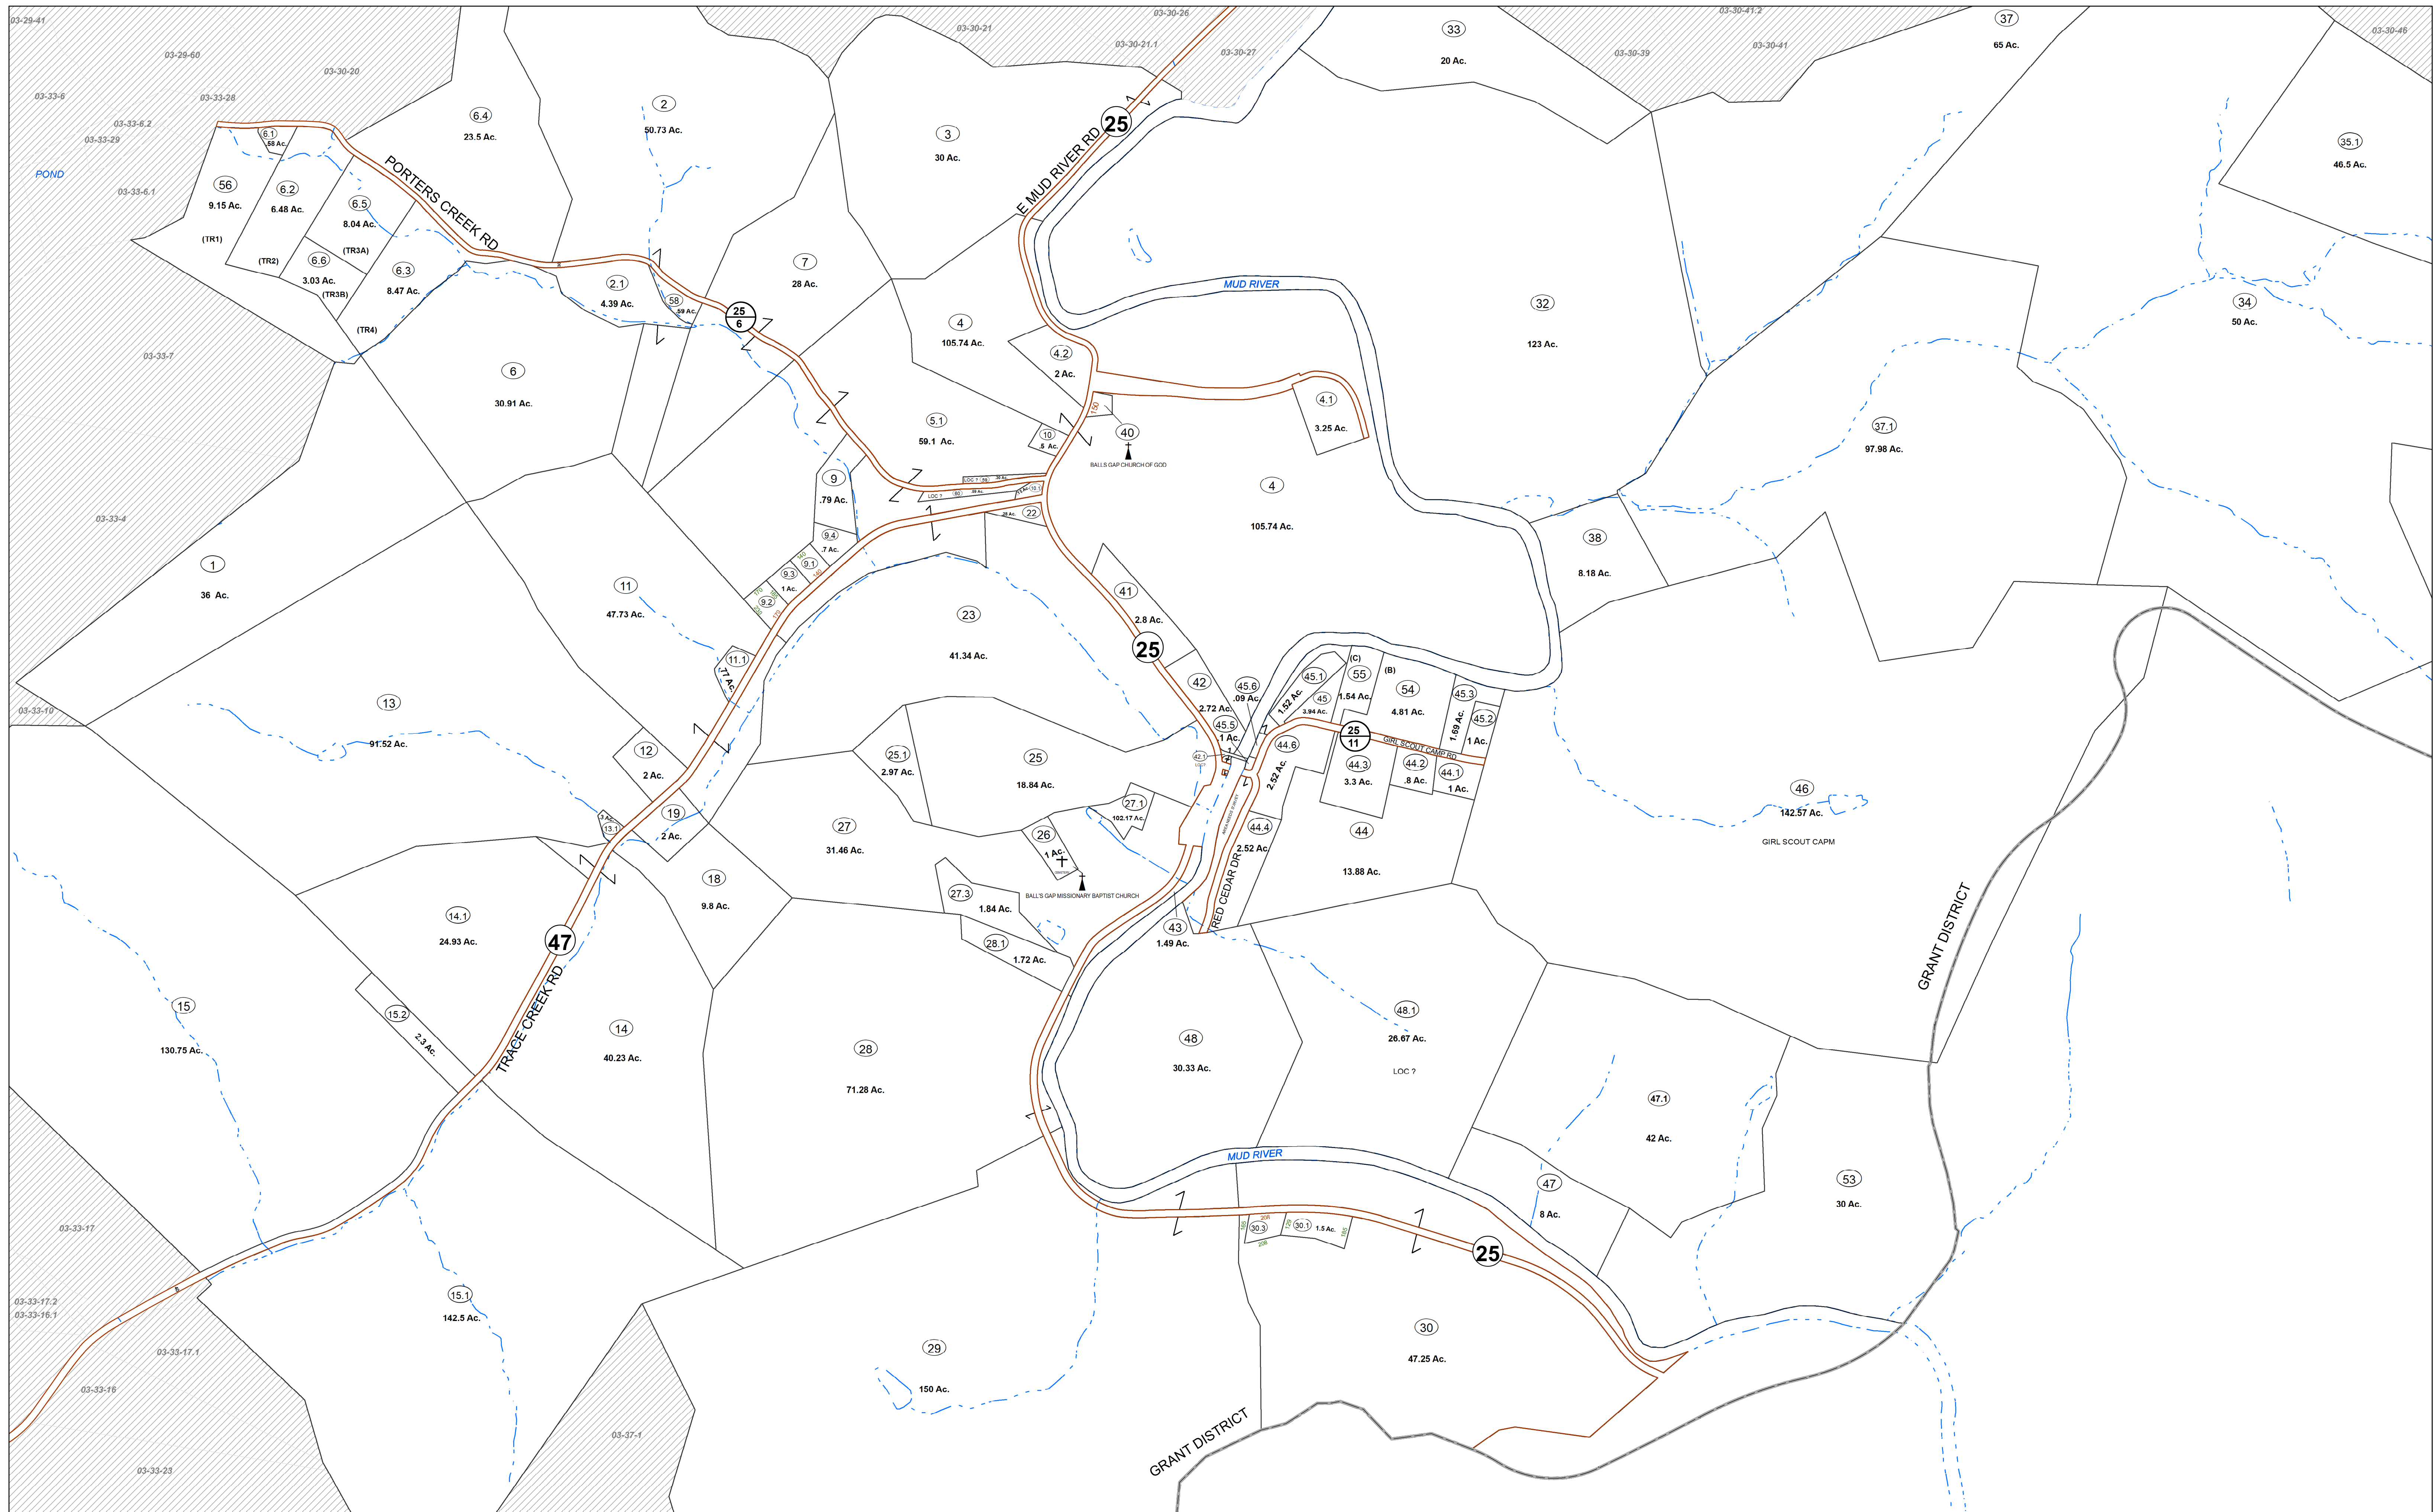 03-29-41
03-30-21
03-30-26
03-30-21.1
03-30-27
33
20 Ac.
03-30-39
03-30-41.2
03-30-41
37
65 Ac.
03-30-46
03-29-60
03-30-20
03-33-6
03-33-28
03-33-6.2
03-33-29
POND
03-33-6.1
6.1
.58 Ac.
6.4
23.5 Ac.
2
50.73 Ac.
3
30 Ac.
25
E MUD RIVER RD
35.1
46.5 Ac.
PORTERS CREEK RD
56
9.15 Ac.
(TR1)
6.2
6.48 Ac.
(TR2)
6.5
8.04 Ac.
(TR3A)
6.6
3.03 Ac.
(TR3B)
6.3
8.47 Ac.
(TR4)
2.1
4.39 Ac.
58
.59 Ac.
25
6
7
28 Ac.
MUD RIVER
32
123 Ac.
34
50 Ac.
03-33-7
4
105.74 Ac.
4.2
2 Ac.
6
30.91 Ac.
5.1
59.1 Ac.
150
10
.5 Ac.
40
BALLS GAP CHURCH OF GOD
4.1
3.25 Ac.
37.1
97.98 Ac.
03-33-4
9
.79 Ac.
LOC ?
LOC ?
60
10.1
22
4
105.74 Ac.
38
8.18 Ac.
9.4
.7 Ac.
140
9.1
140
9.3
1 Ac.
170
9.2
170
1
36 Ac.
11
47.73 Ac.
23
41.34 Ac.
41
2.8 Ac.
25
11.1
.77 Ac.
42
2.72 Ac.
45.6
.09 Ac.
45.1
1.52 Ac.
45
3.94 Ac.
(C)
55
1.54 Ac.
(B)
54
4.81 Ac.
45.3
1.69 Ac.
45.2
1 Ac.
03-33-10
13
91.52 Ac.
12
2 Ac.
25.1
2.97 Ac.
25
18.84 Ac.
45.5
1 Ac.
42.1
44.6
2.52 Ac.
25
11
GIRL SCOUT CAMP RD
44.3
3.3 Ac.
44.2
.8 Ac.
44.1
1 Ac.
46
142.57 Ac.
GIRL SCOUT CAPM
.3 Ac.
13.1
19
2 Ac.
27
31.46 Ac.
27.1
102.17 Ac.
26
1 Ac.
BALL'S GAP MISSIONARY BAPTIST CHURCH
44.4
2.52 Ac.
44
13.88 Ac.
RED CEDAR DR
18
9.8 Ac.
27.3
1.84 Ac.
28.1
1.72 Ac.
43
1.49 Ac.
GRANT DISTRICT
14.1
24.93 Ac.
47
TRACE CREEK RD
15
130.75 Ac.
15.2
2.3 Ac.
14
40.23 Ac.
28
71.28 Ac.
48
30.33 Ac.
48.1
26.67 Ac.
LOC ?
47.1
42 Ac.
MUD RIVER
47
8 Ac.
53
30 Ac.
03-33-17
165
30.3
208
208
129
30.1
1.5 Ac.
165
25
03-33-17.2
03-33-16.1
15.1
142.5 Ac.
03-33-17.1
03-33-16
29
150 Ac.
30
47.25 Ac.
03-37-1
GRANT DISTRICT
03-33-23